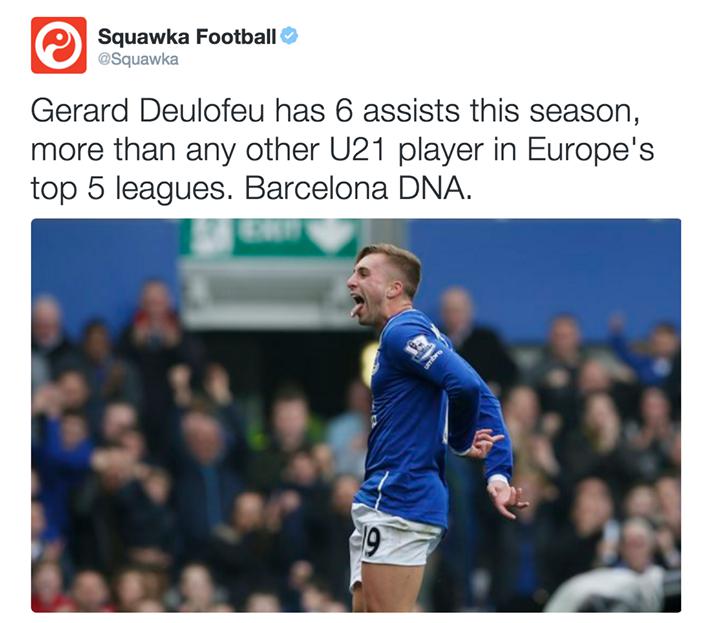 Squawka Football
@Squawka
Gerard Deulofeu has 6 assists this season,
more than any other U21 player in Europe's
top 5 leagues. Barcelona DNA.
EXIT
umbro
19